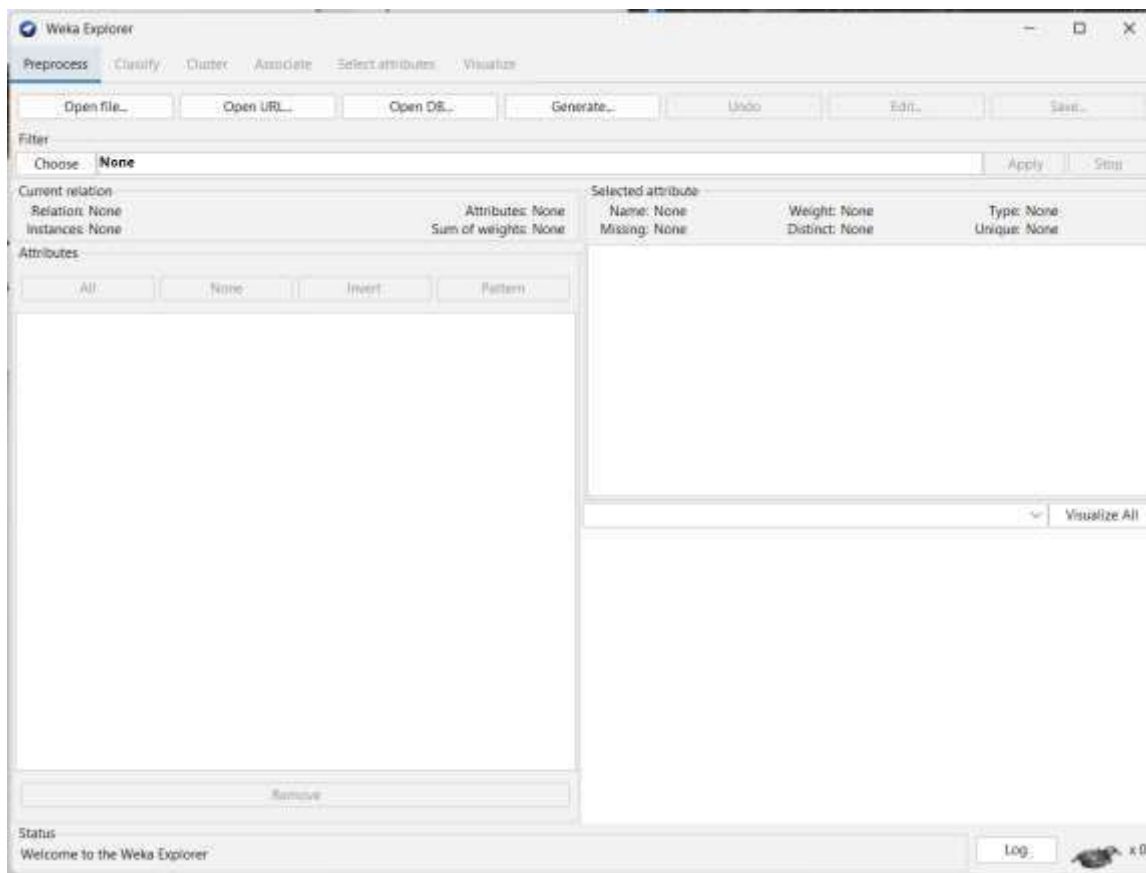 Weka Explorer
Preprocess Classify Cluster Associate Select attributes Visualize
Open file... Open URL... Open DB... Generate... Undo Edit... Save...
Filter
Choose None Apply Stop
Current relation
Relation: None Attributes: None
Instances: None Sum of weights: None
Selected attribute
Name: None Weight: None Type: None
Missing: None Distinct: None Unique: None
Attributes
All None Invert Pattern
Visualize All
Remove
Status
Welcome to the Weka Explorer
Log x 0